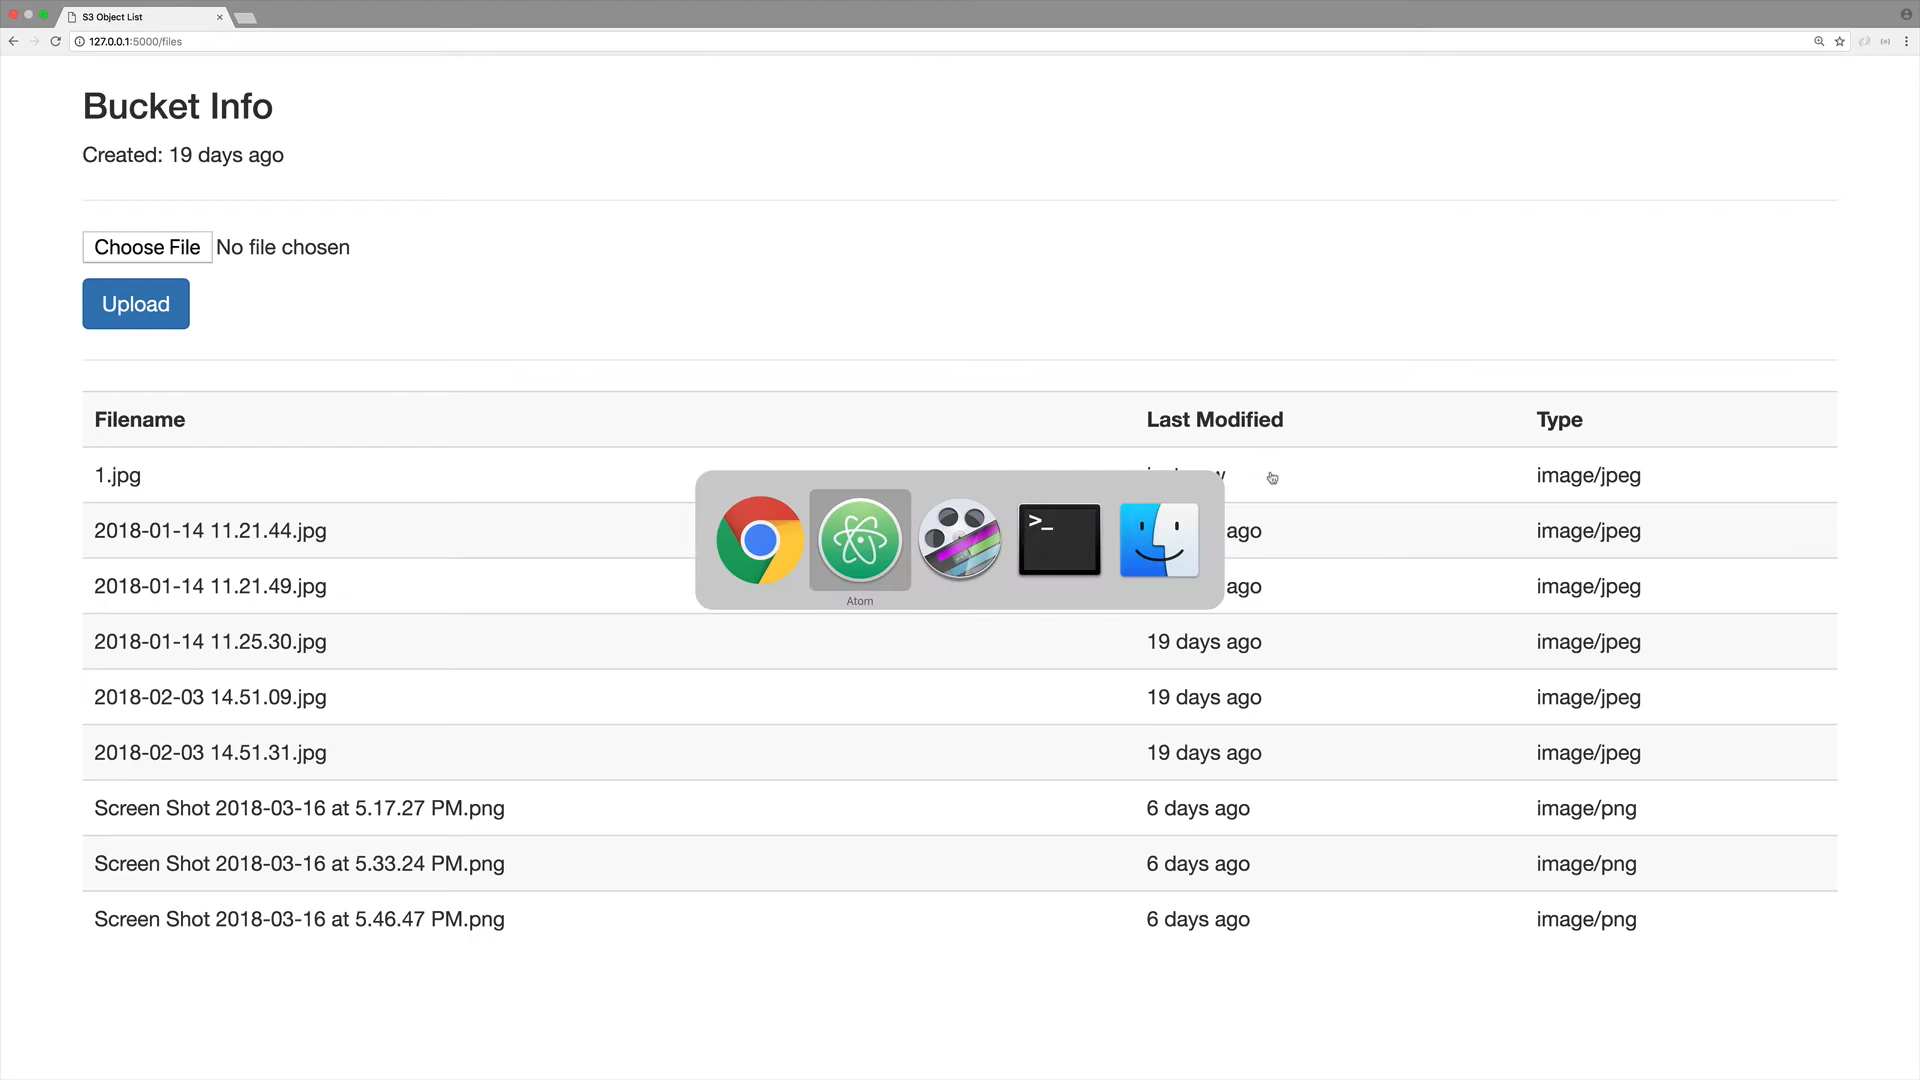 S3 Object List
127.0.0.1:5000/files
Bucket Info
Created: 19 days ago
Choose File No file chosen
Upload
Filename Last Modified Type
1.jpg image/jpeg
2018-01-14 11.21.44.jpg ago image/jpeg
2018-01-14 11.21.49.jpg ago image/jpeg
>_
Atom
2018-01-14 11.25.30.jpg 19 days ago image/jpeg
2018-02-03 14.51.09.jpg 19 days ago image/jpeg
2018-02-03 14.51.31.jpg 19 days ago image/jpeg
Screen Shot 2018-03-16 at 5.17.27 PM.png 6 days ago image/png
Screen Shot 2018-03-16 at 5.33.24 PM.png 6 days ago image/png
Screen Shot 2018-03-16 at 5.46.47 PM.png 6 days ago image/png